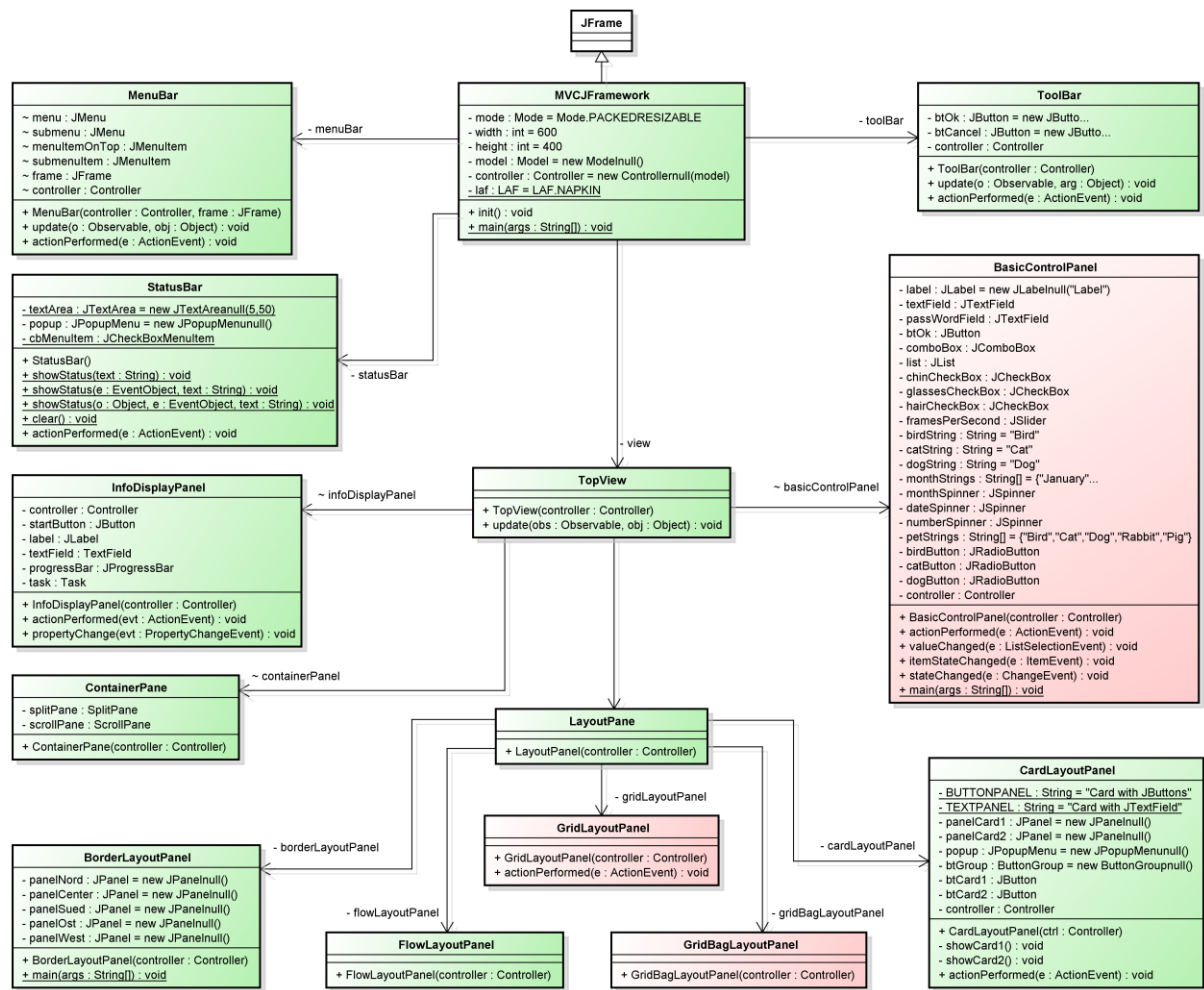 JFrame
MenuBar
~ menu : JMenu
~ submenu : JMenu
~ menuItemOnTop : JMenuItem
~ submenuItem : JMenuItem
~ frame : JFrame
~ controller : Controller
+ MenuBar(controller : Controller, frame : JFrame)
+ update(o : Observable, obj : Object) : void
+ actionPerformed(e : ActionEvent) : void
- menuBar
MVCJFramework
- mode : Mode = Mode.PACKEDRESIZABLE
- width : int = 600
- height : int = 400
- model : Model = new Modelnull()
- controller : Controller = new Controllernull(model)
- laf : LAF = LAF.NAPKIN
+ init() : void
+ main(args : String[]) : void
- toolBar
ToolBar
- btOk : JButton = new JButto...
- btCancel : JButton = new JButto...
- controller : Controller
+ ToolBar(controller : Controller)
+ update(o : Observable, arg : Object) : void
+ actionPerformed(e : ActionEvent) : void
StatusBar
- textArea : JTextArea = new JTextAreanull(5,50)
- popup : JPopupMenu = new JPopupMenunull()
- cbMenuItem : JCheckBoxMenuItem
+ StatusBar()
+ showStatus(text : String) : void
+ showStatus(e : EventObject, text : String) : void
+ showStatus(o : Object, e : EventObject, text : String) : void
+ clear() : void
+ actionPerformed(e : ActionEvent) : void
- statusBar
- view
BasicControlPanel
- label : JLabel = new JLabelnull("Label")
- textField : JTextField
- passWordField : JTextField
- btOk : JButton
- comboBox : JComboBox
- list : JList
- chinCheckBox : JCheckBox
- glassesCheckBox : JCheckBox
- hairCheckBox : JCheckBox
- framesPerSecond : JSlider
- birdString : String = "Bird"
- catString : String = "Cat"
- dogString : String = "Dog"
- monthStrings : String[] = {"January"...
- monthSpinner : JSpinner
- dateSpinner : JSpinner
- numberSpinner : JSpinner
- petStrings : String[] = {"Bird","Cat","Dog","Rabbit","Pig"}
- birdButton : JRadioButton
- catButton : JRadioButton
- dogButton : JRadioButton
- controller : Controller
+ BasicControlPanel(controller : Controller)
+ actionPerformed(e : ActionEvent) : void
+ valueChanged(e : ListSelectionEvent) : void
+ itemStateChanged(e : ItemEvent) : void
+ stateChanged(e : ChangeEvent) : void
+ main(args : String[]) : void
InfoDisplayPanel
- controller : Controller
- startButton : JButton
- label : JLabel
- textField : TextField
- progressBar : JProgressBar
- task : Task
+ InfoDisplayPanel(controller : Controller)
+ actionPerformed(evt : ActionEvent) : void
+ propertyChange(evt : PropertyChangeEvent) : void
~ infoDisplayPanel
TopView
+ TopView(controller : Controller)
+ update(obs : Observable, obj : Object) : void
~ basicControlPanel
ContainerPane
- splitPane : SplitPane
- scrollPane : ScrollPane
+ ContainerPane(controller : Controller)
~ containerPanel
LayoutPane
+ LayoutPanel(controller : Controller)
- gridLayoutPanel
GridLayoutPanel
+ GridLayoutPanel(controller : Controller)
+ actionPerformed(e : ActionEvent) : void
BorderLayoutPanel
- panelNord : JPanel = new JPanelnull()
- panelCenter : JPanel = new JPanelnull()
- panelSued : JPanel = new JPanelnull()
- panelOst : JPanel = new JPanelnull()
- panelWest : JPanel = new JPanelnull()
+ BorderLayoutPanel(controller : Controller)
+ main(args : String[]) : void
- borderLayoutPanel
- flowLayoutPanel
FlowLayoutPanel
+ FlowLayoutPanel(controller : Controller)
- gridBagLayoutPanel
GridBagLayoutPanel
+ GridBagLayoutPanel(controller : Controller)
- cardLayoutPanel
CardLayoutPanel
- BUTTONPANEL : String = "Card with JButtons"
- TEXTPANEL : String = "Card with JTextField"
- panelCard1 : JPanel = new JPanelnull()
- panelCard2 : JPanel = new JPanelnull()
- popup : JPopupMenu = new JPopupMenunull()
- btGroup : ButtonGroup = new ButtonGroupnull()
- btCard1 : JButton
- btCard2 : JButton
- controller : Controller
+ CardLayoutPanel(ctrl : Controller)
- showCard1() : void
- showCard2() : void
+ actionPerformed(e : ActionEvent) : void